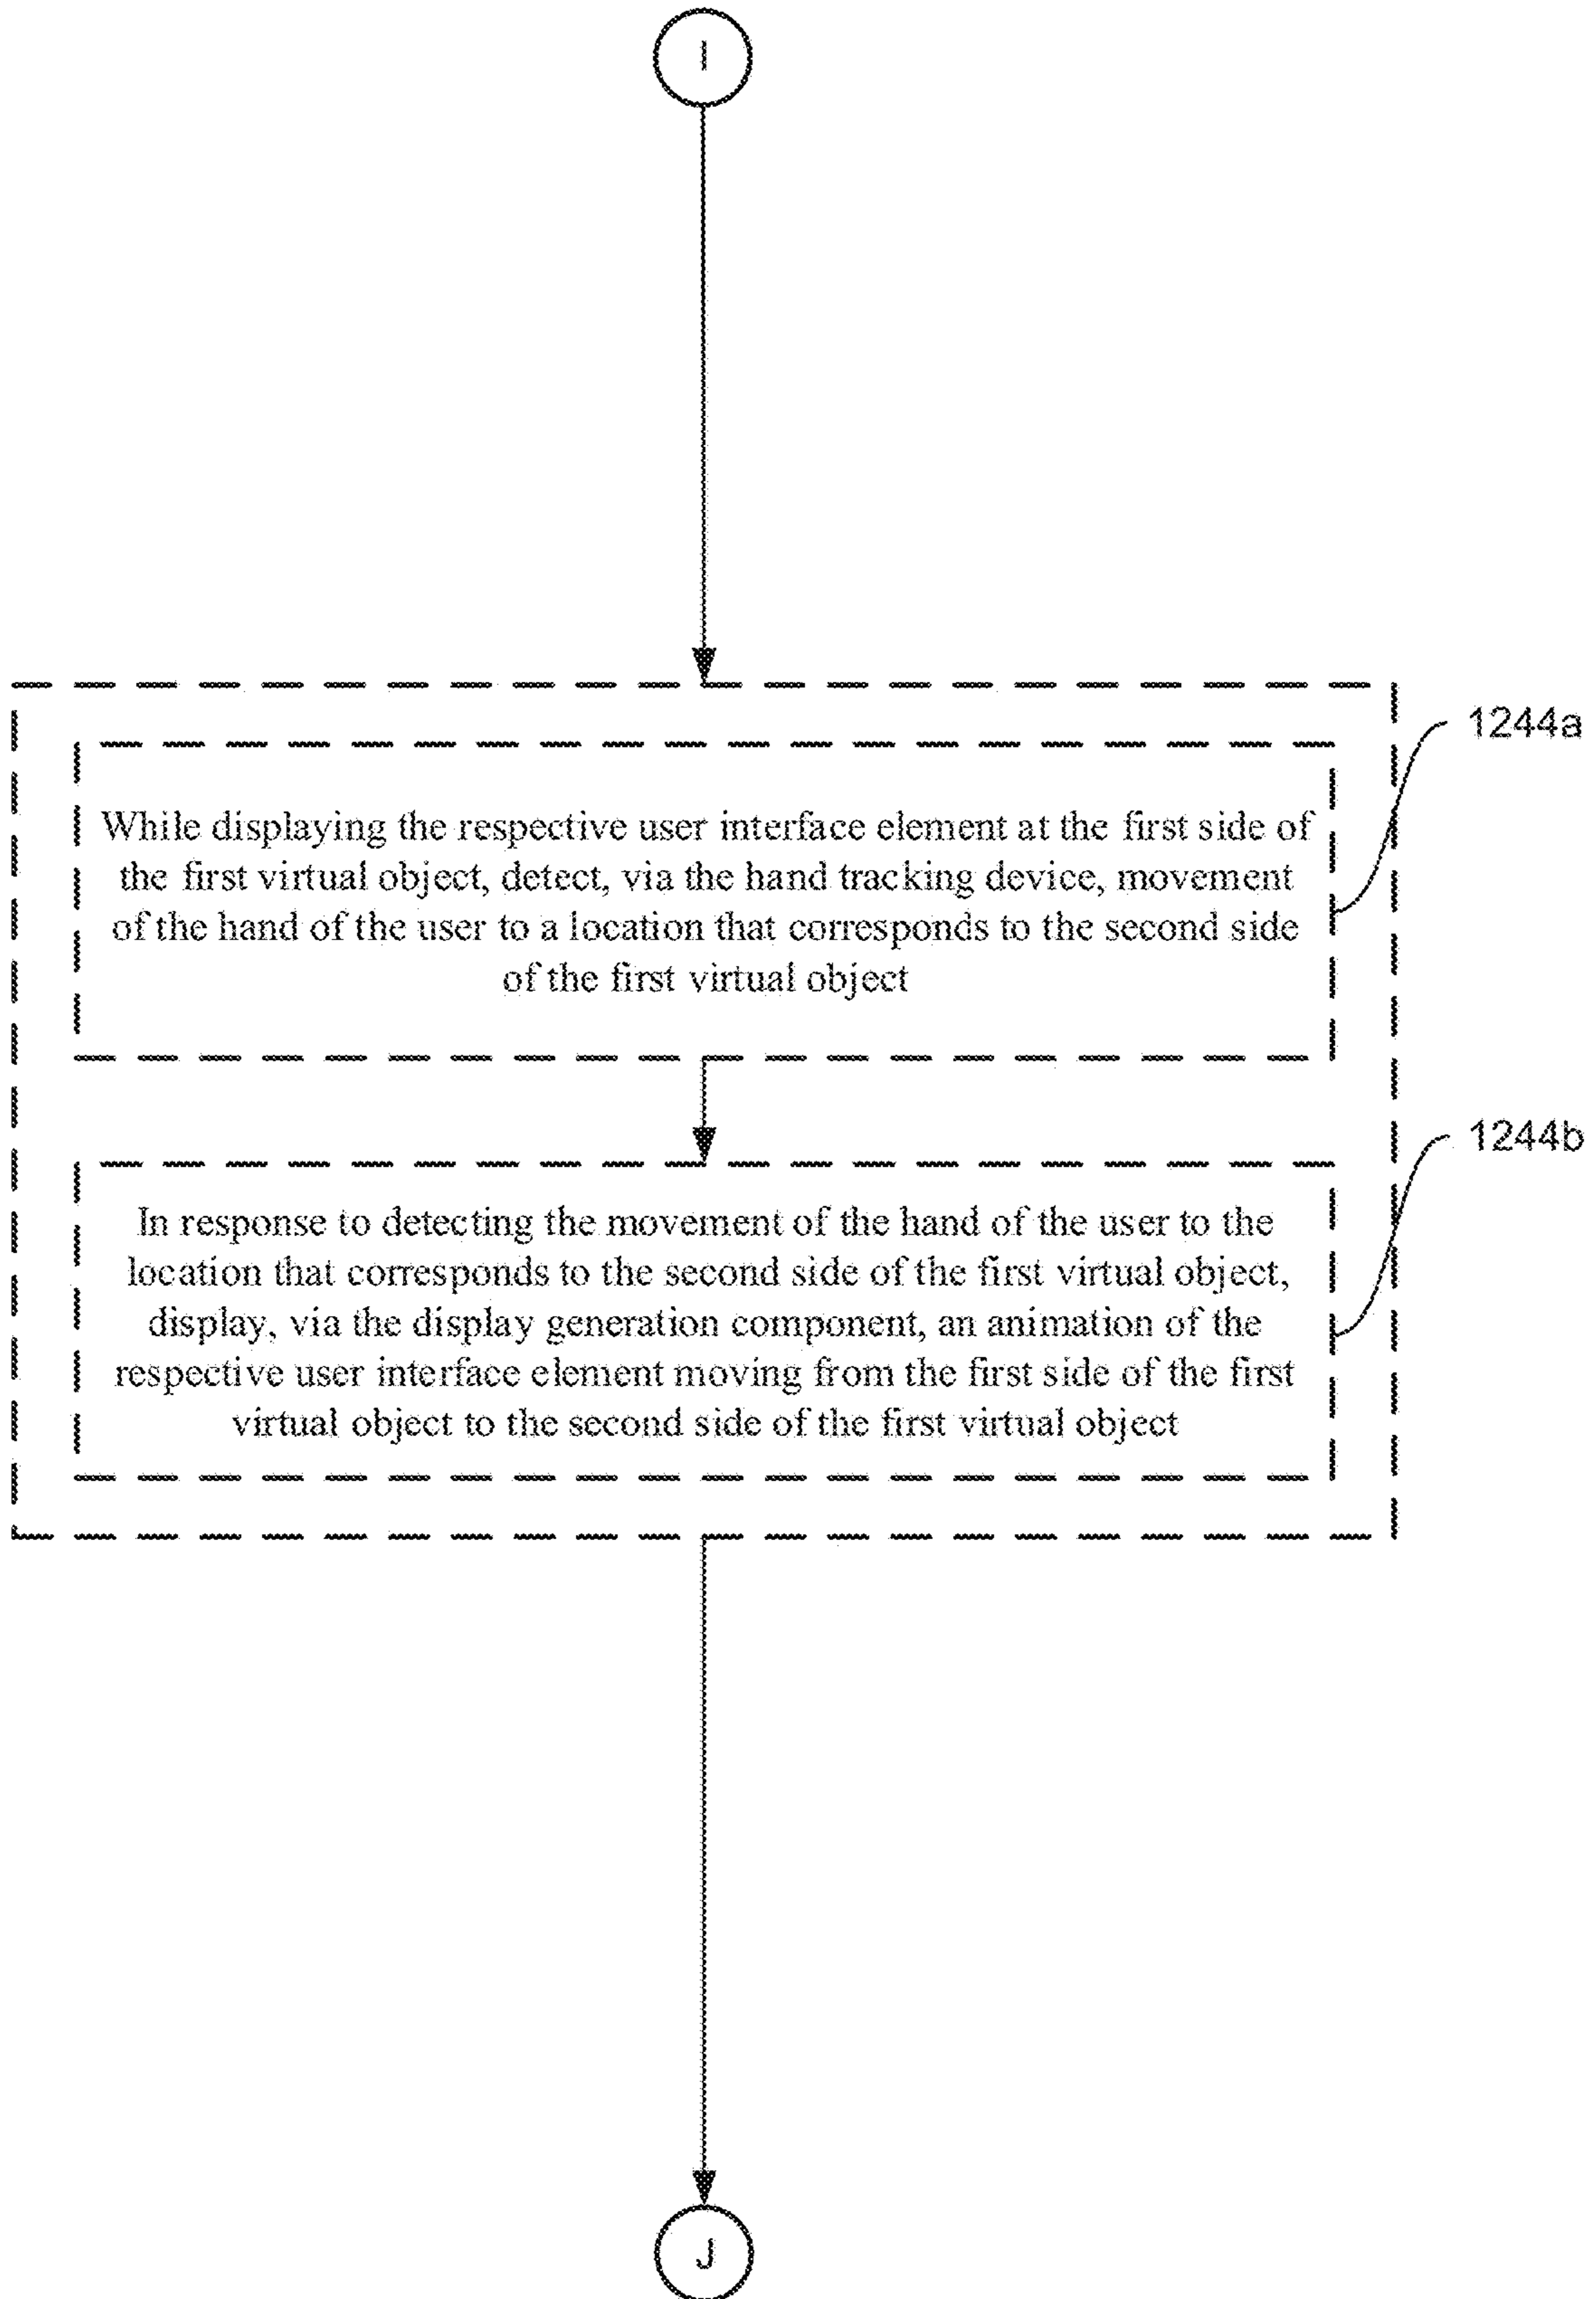 I
1244a
While displaying the respective user interface element at the first side of
the first virtual object, detect, via the hand tracking device, movement
of the hand of the user to a location that corresponds to the second side
of the first virtual object
1244b
In response to detecting the movement of the hand of the user to the
location that corresponds to the second side of the first virtual object,
display, via the display generation component, an animation of the
respective user interface element moving from the first side of the first
virtual object to the second side of the first virtual object
J